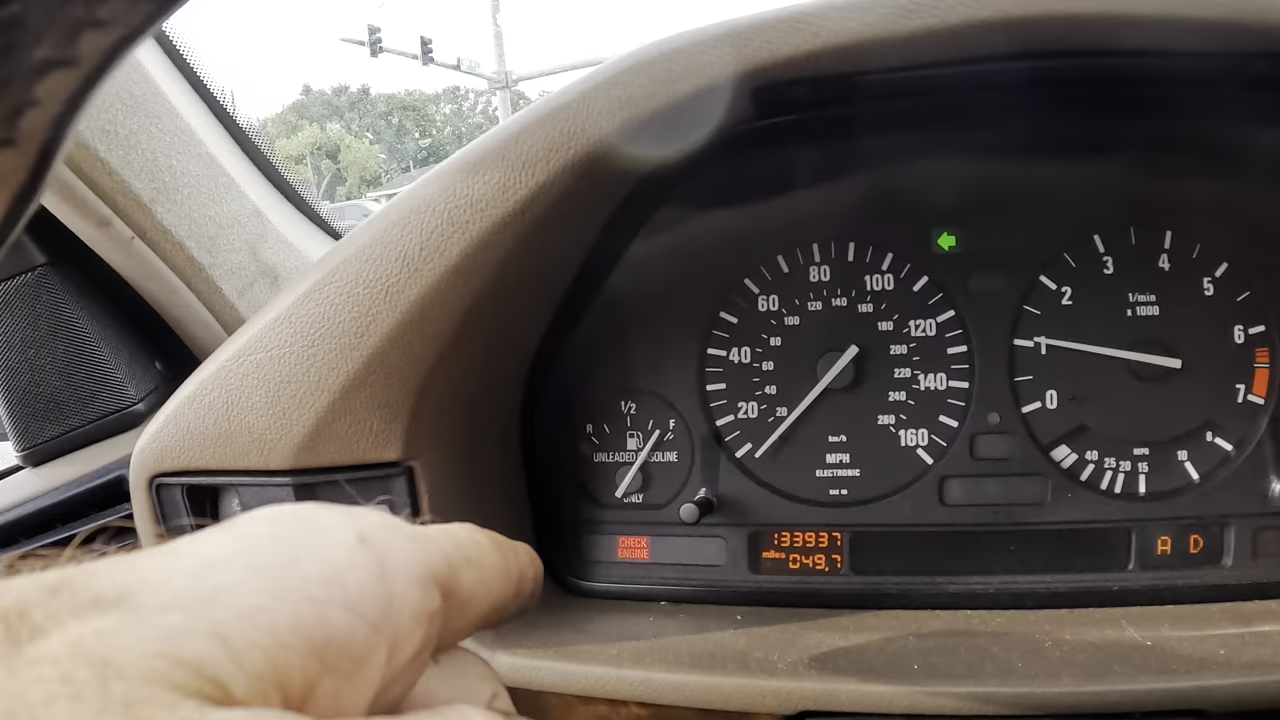 1/2
R
F
UNLEADED GASOLINE
ONLY
20
40
60
80
100
120
140
160
20
40
60
80
100
120
140
160
180
200
220
240
260
km/h
MPH
ELECTRONIC
0
1
2
3
4
5
6
7
1/min
x 1000
MPG
40
25
20
15
10
8
CHECK
ENGINE
133937
miles
049,7
A D